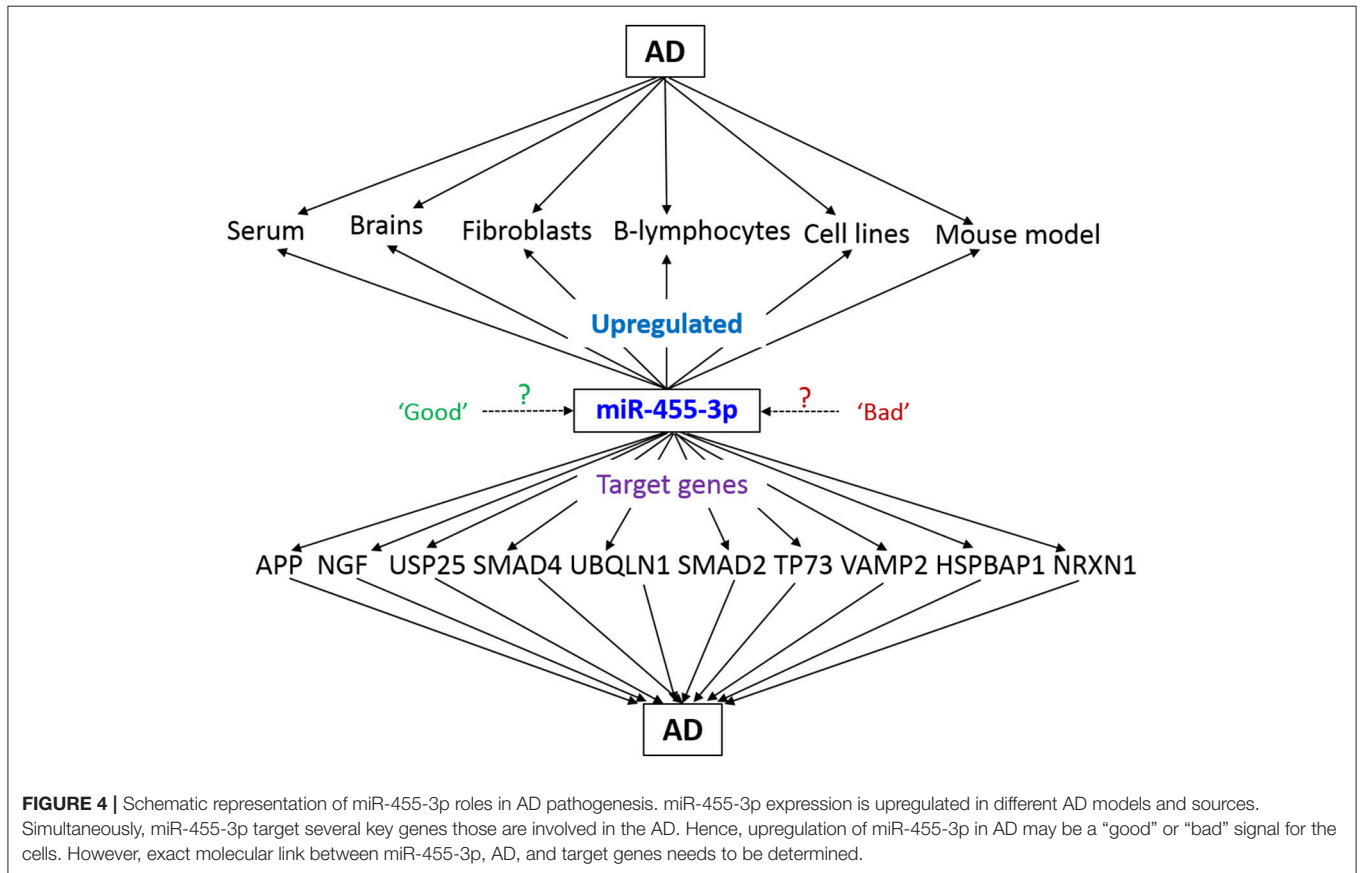 AD
Serum Brains Fibroblasts B-lymphocytes Cell lines Mouse model
Upregulated
‘Good’ ? miR-455-3p ? ‘Bad’
Target genes
APP NGF USP25 SMAD4 UBQLN1 SMAD2 TP73 VAMP2 HSPBAP1 NRXN1
AD
FIGURE 4 | Schematic representation of miR-455-3p roles in AD pathogenesis. miR-455-3p expression is upregulated in different AD models and sources.
Simultaneously, miR-455-3p target several key genes those are involved in the AD. Hence, upregulation of miR-455-3p in AD may be a “good” or “bad” signal for the
cells. However, exact molecular link between miR-455-3p, AD, and target genes needs to be determined.